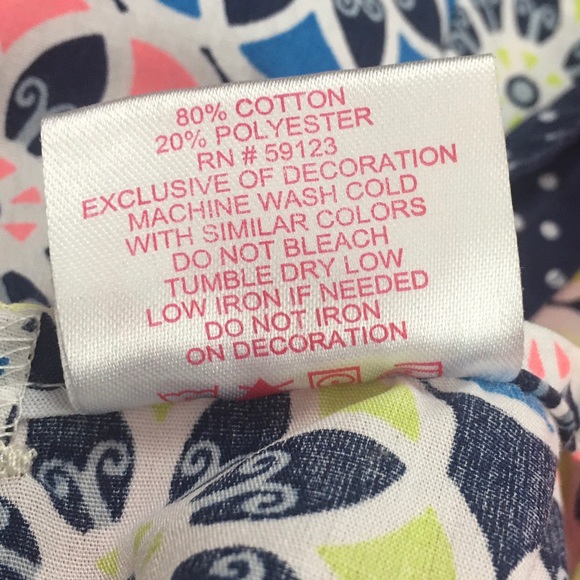 80% COTTON
20% POLYESTER
RN # 59123
EXCLUSIVE OF DECORATION
MACHINE WASH COLD
WITH SIMILAR COLORS
DO NOT BLEACH
TUMBLE DRY LOW
LOW IRON IF NEEDED
DO NOT IRON
ON DECORATION